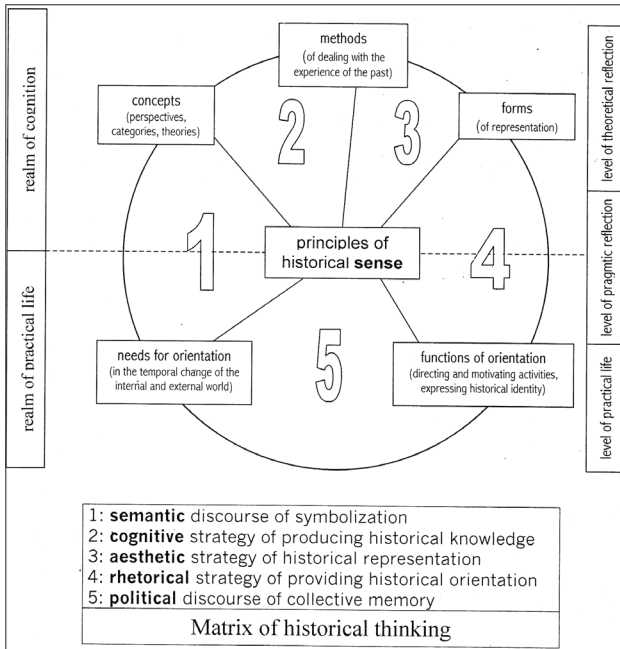 methods
(of dealing with the
experience of the past)
concepts
(perspectives,
categories, theories)
forms
(of representation)
2
3
1
principles of
historical sense
4
needs for orientation
(in the temporal change of the
internal and external world)
5
functions of orientation
(directing and motivating activities,
expressing historical identity)
realm of cognition
realm of practical life
level of theoretical reflection
level of pragmtic reflection
level of practical life
1: semantic discourse of symbolization
2: cognitive strategy of producing historical knowledge
3: aesthetic strategy of historical representation
4: rhetorical strategy of providing historical orientation
5: political discourse of collective memory
Matrix of historical thinking